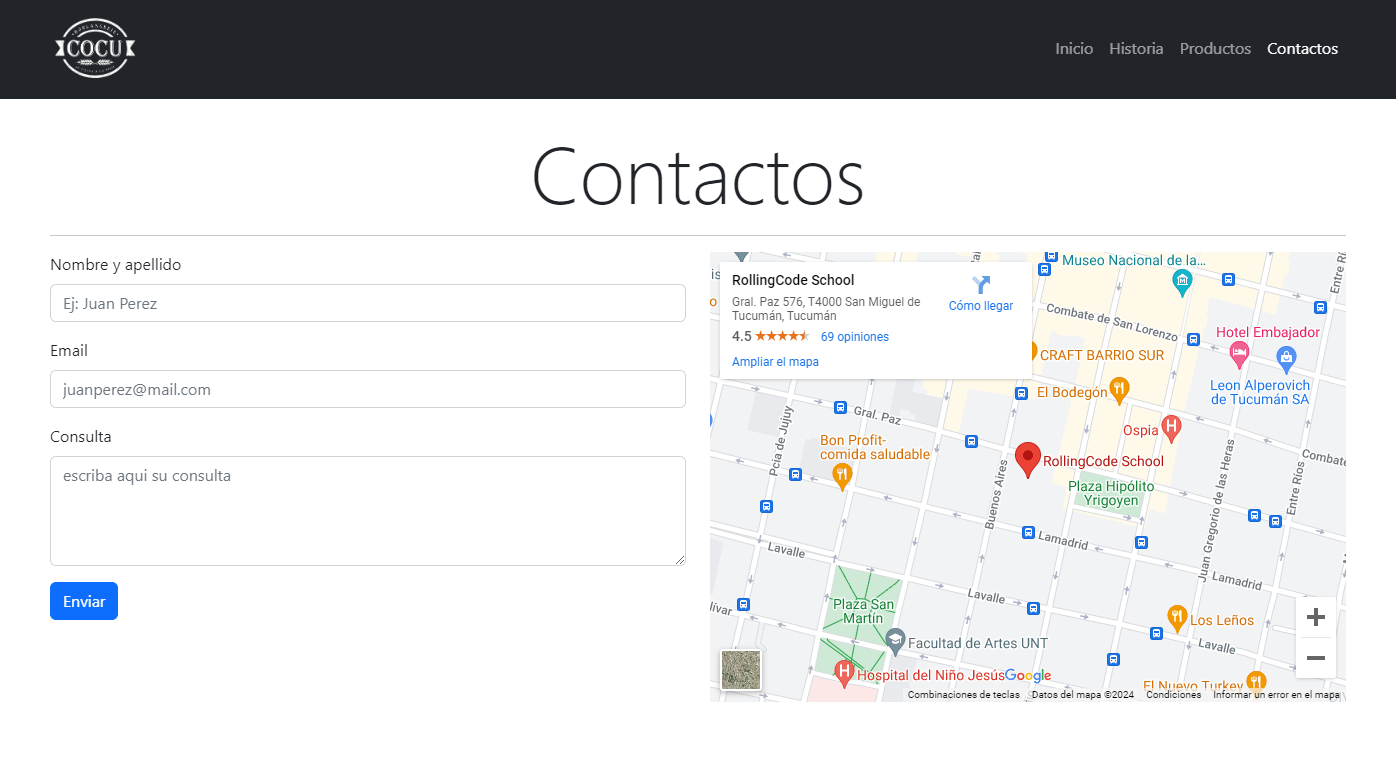 BOULANGERIE
COCU
Inicio Historia Productos Contactos
Contactos
Nombre y apellido
Ej: Juan Perez
Email
juanperez@mail.com
Consulta
escriba aqui su consulta
Enviar
RollingCode School
Gral. Paz 576, T4000 San Miguel de
Tucumán, Tucumán
4.5 69 opiniones
Ampliar el mapa
Cómo llegar
Museo Nacional de la...
Entre Ríos
Combate de San Lorenzo
Hotel Embajador
CRAFT BARRIO SUR
Leon Alperovich
de Tucumán SA
El Bodegón
Gral. Paz
Pcia de Jujuy
Ospia
Bon Profit-
comida saludable
RollingCode School
Combate
Buenos Aires
Plaza Hipólito
Yrigoyen
Juan Gregorio de las Heras
Entre Ríos
Lamadrid
Lavalle
Lamadrid
Lavalle
Plaza San
Martín
lívar
Los Leños
Facultad de Artes UNT
Lavalle
Hospital del Niño Jesús
Google
El Nuevo Turkey
Combinaciones de teclas Datos del mapa ©2024 Condiciones Informar un error en el mapa